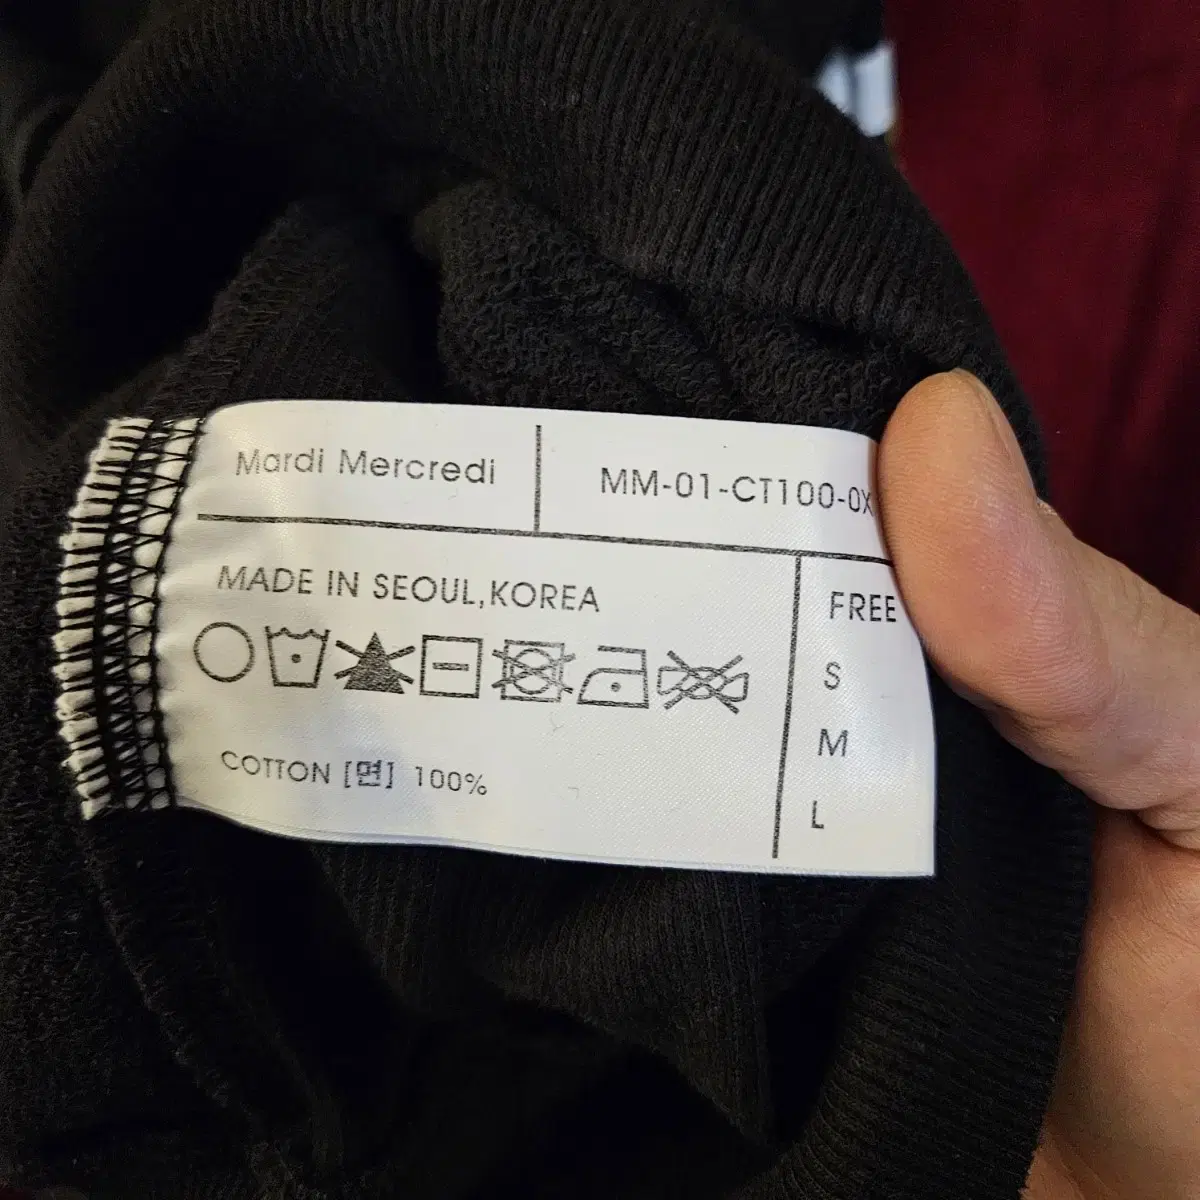 Mardi Mercredi
MM-01-CT100-0X
MADE IN SEOUL,KOREA
FREE
S
M
L
COTTON [면] 100%